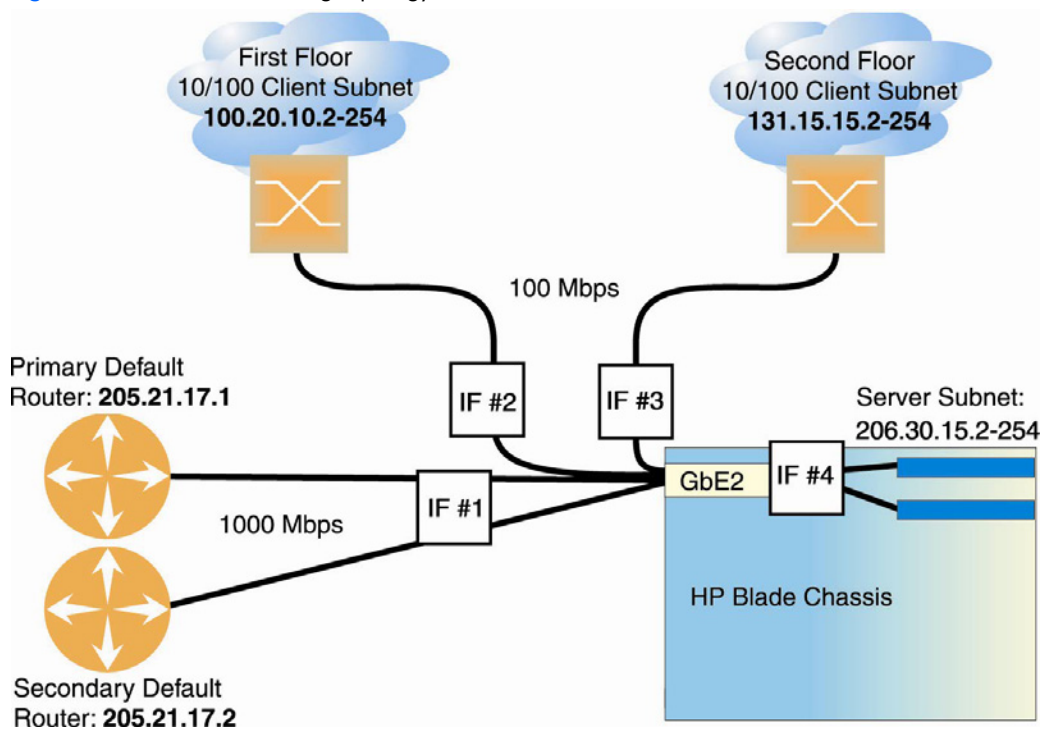 First Floor
10/100 Client Subnet
100.20.10.2-254
Second Floor
10/100 Client Subnet
131.15.15.2-254
100 Mbps
Primary Default
Router: 205.21.17.1
IF #2
IF #3
Server Subnet:
206.30.15.2-254
GbE2
IF #4
IF #1
1000 Mbps
HP Blade Chassis
Secondary Default
Router: 205.21.17.2